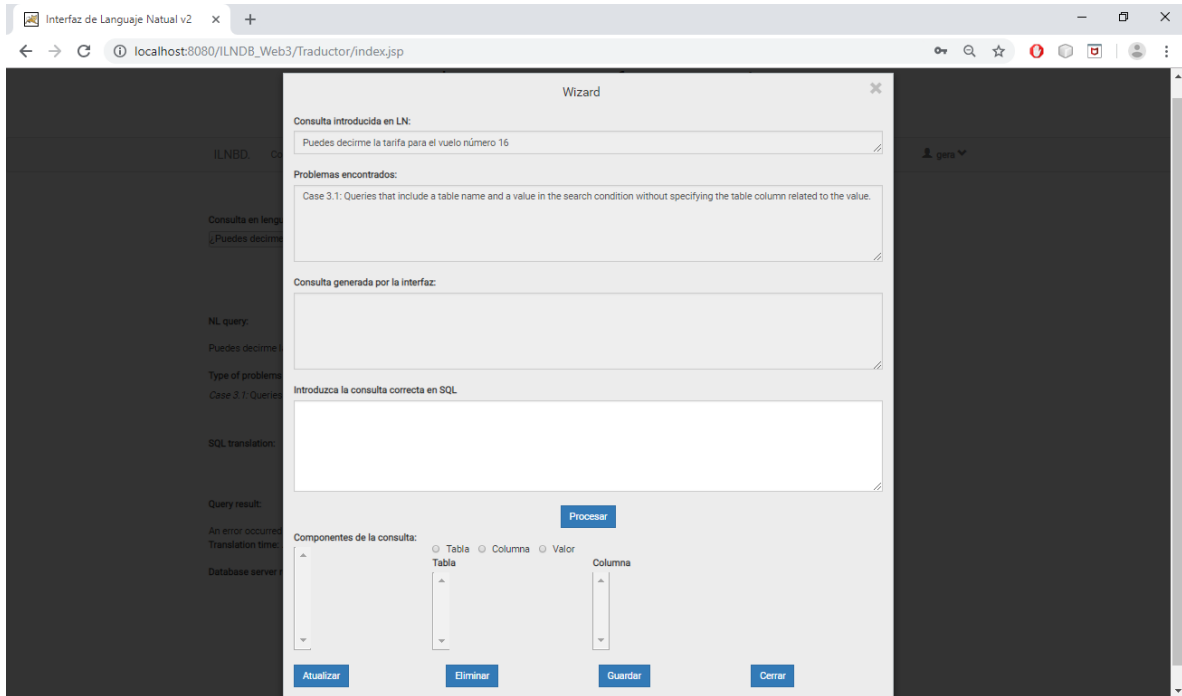 Interfaz de Lenguaje Natual v2
localhost:8080/ILNDB_Web3/Traductor/index.jsp
Wizard
Consulta introducida en LN:
Puedes decirme la tarifa para el vuelo número 16
ILNBD. Co
gera
Problemas encontrados:
Case 3.1: Queries that include a table name and a value in the search condition without specifying the table column related to the value.
Consulta en lengu
¿Puedes decirme
Consulta generada por la interfaz:
NL query:
Puedes decirme l
Type of problems
Case 3.1: Queries
Introduzca la consulta correcta en SQL
SQL translation:
Query result:
Procesar
An error occurred
Translation time:
Componentes de la consulta:
Tabla Columna Valor
Tabla Columna
Database server r
Atualizar Eliminar Guardar Cerrar